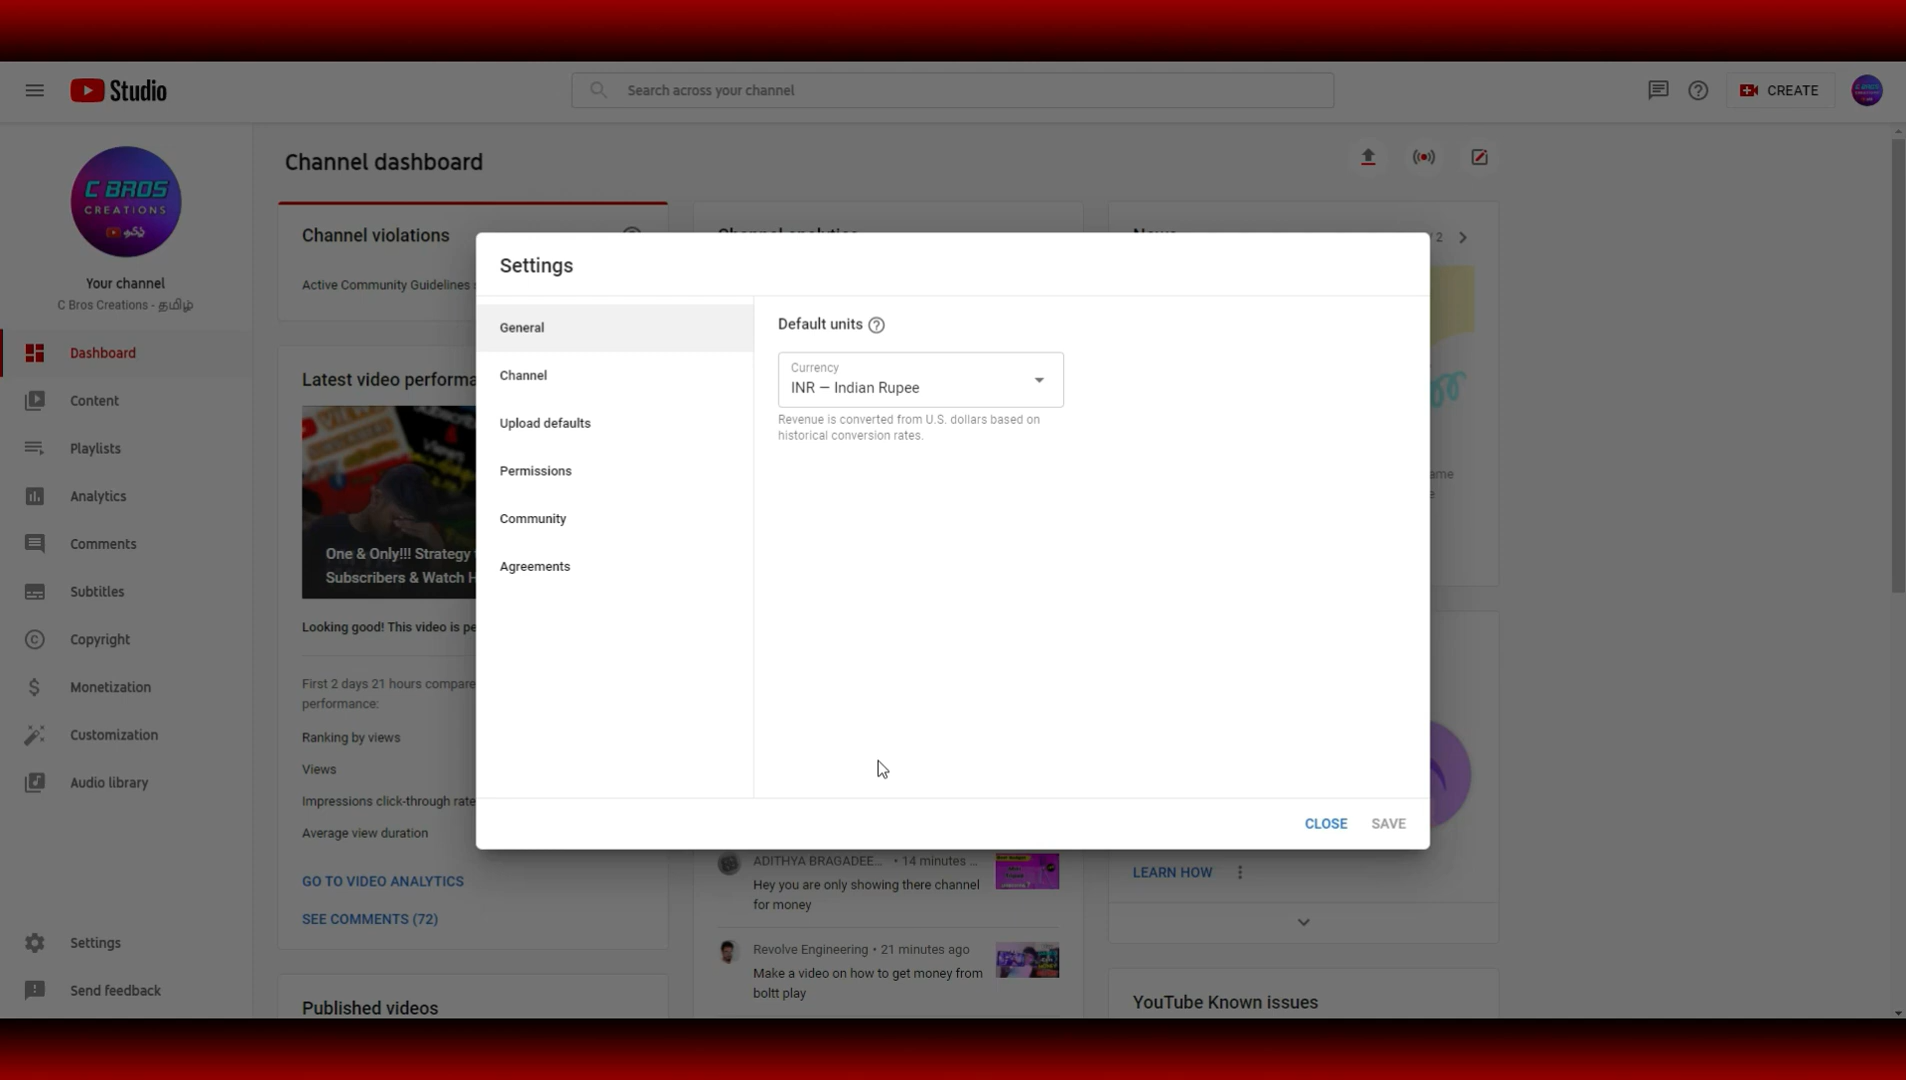 Studio
Search across your channel
CREATE
C BROS
CREATIONS
தமிழ்
Your channel
C Bros Creations - தமிழ்
Dashboard
Content
Playlists
Analytics
Comments
Subtitles
Copyright
Monetization
Customization
Audio library
Settings
Send feedback
Channel dashboard
Channel violations
Active Community Guidelines
Latest video performa
One & Only!!! Strategy
Subscribers & Watch H
Looking good! This video is pe
First 2 days 21 hours compare
performance:
Ranking by views
Views
Impressions click-through rate
Average view duration
GO TO VIDEO ANALYTICS
SEE COMMENTS (72)
Published videos
Settings
General
Channel
Upload defaults
Permissions
Community
Agreements
Default units
Currency
INR — Indian Rupee
Revenue is converted from U.S. dollars based on
historical conversion rates.
CLOSE
SAVE
ADITHYA BRAGADEE... • 14 minutes ...
Hey you are only showing there channel
for money
Revolve Engineering • 21 minutes ago
Make a video on how to get money from
boltt play
2
ame
e
LEARN HOW
YouTube Known issues